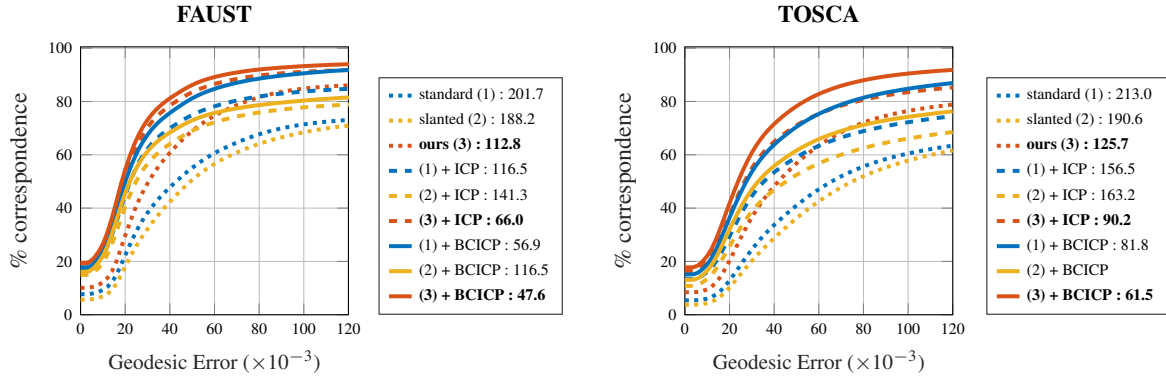 FAUST
100
80
60
40
20
0
0 20 40 60 80 100 120
% correspondence
Geodesic Error (×10−3)
standard (1) : 201.7
slanted (2) : 188.2
ours (3) : 112.8
(1) + ICP : 116.5
(2) + ICP : 141.3
(3) + ICP : 66.0
(1) + BCICP : 56.9
(2) + BCICP : 116.5
(3) + BCICP : 47.6
TOSCA
100
80
60
40
20
0
0 20 40 60 80 100 120
% correspondence
Geodesic Error (×10−3)
standard (1) : 213.0
slanted (2) : 190.6
ours (3) : 125.7
(1) + ICP : 156.5
(2) + ICP : 163.2
(3) + ICP : 90.2
(1) + BCICP : 81.8
(2) + BCICP
(3) + BCICP : 61.5